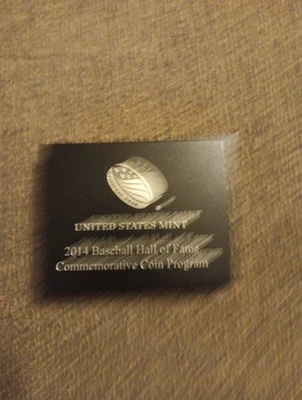 UNITED STATES MINT
2014 Baseball Hall of Fame
Commemorative Coin Program